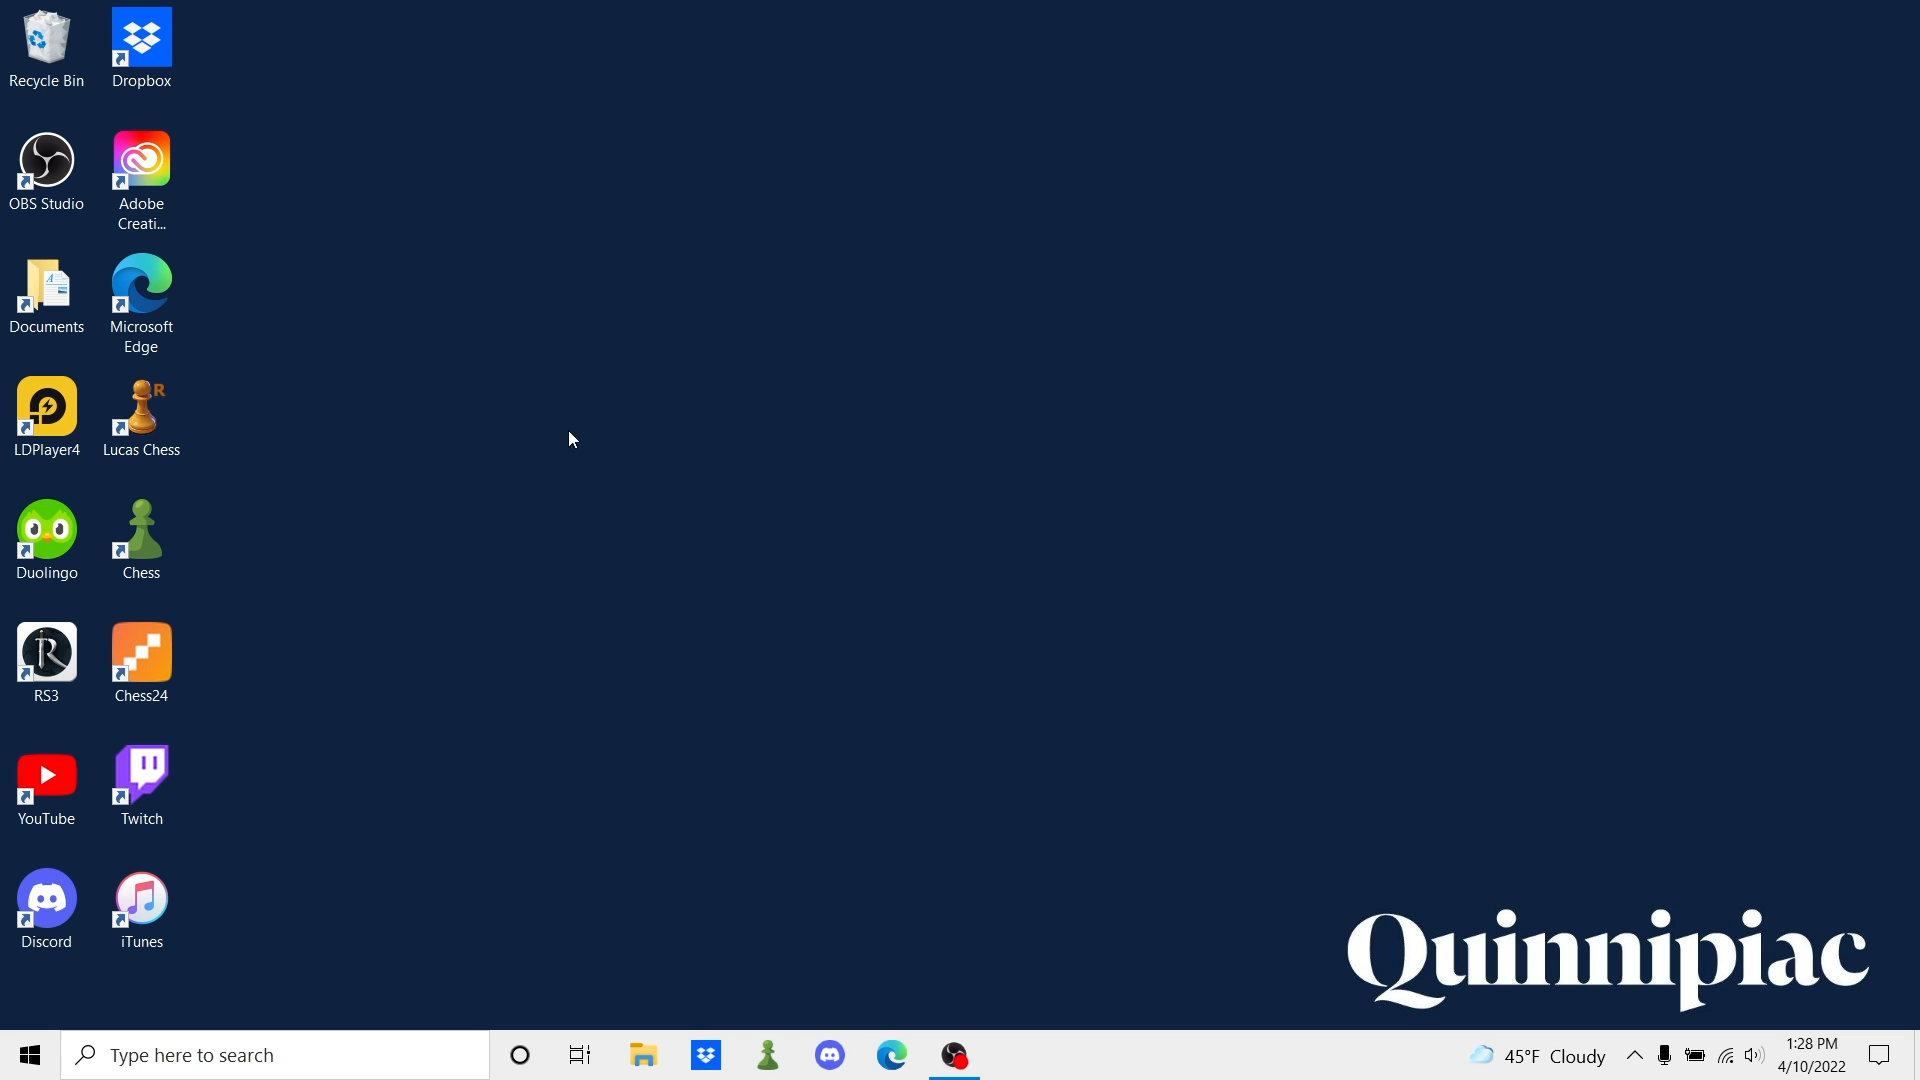 Recycle Bin
Dropbox
OBS Studio
Adobe
Creati...
Documents
Microsoft
Edge
R
LDPlayer4
Lucas Chess
Duolingo
Chess
RS3
Chess24
YouTube
Twitch
Discord
iTunes
Quinnipiac
Type here to search
45°F Cloudy
1:28 PM
4/10/2022